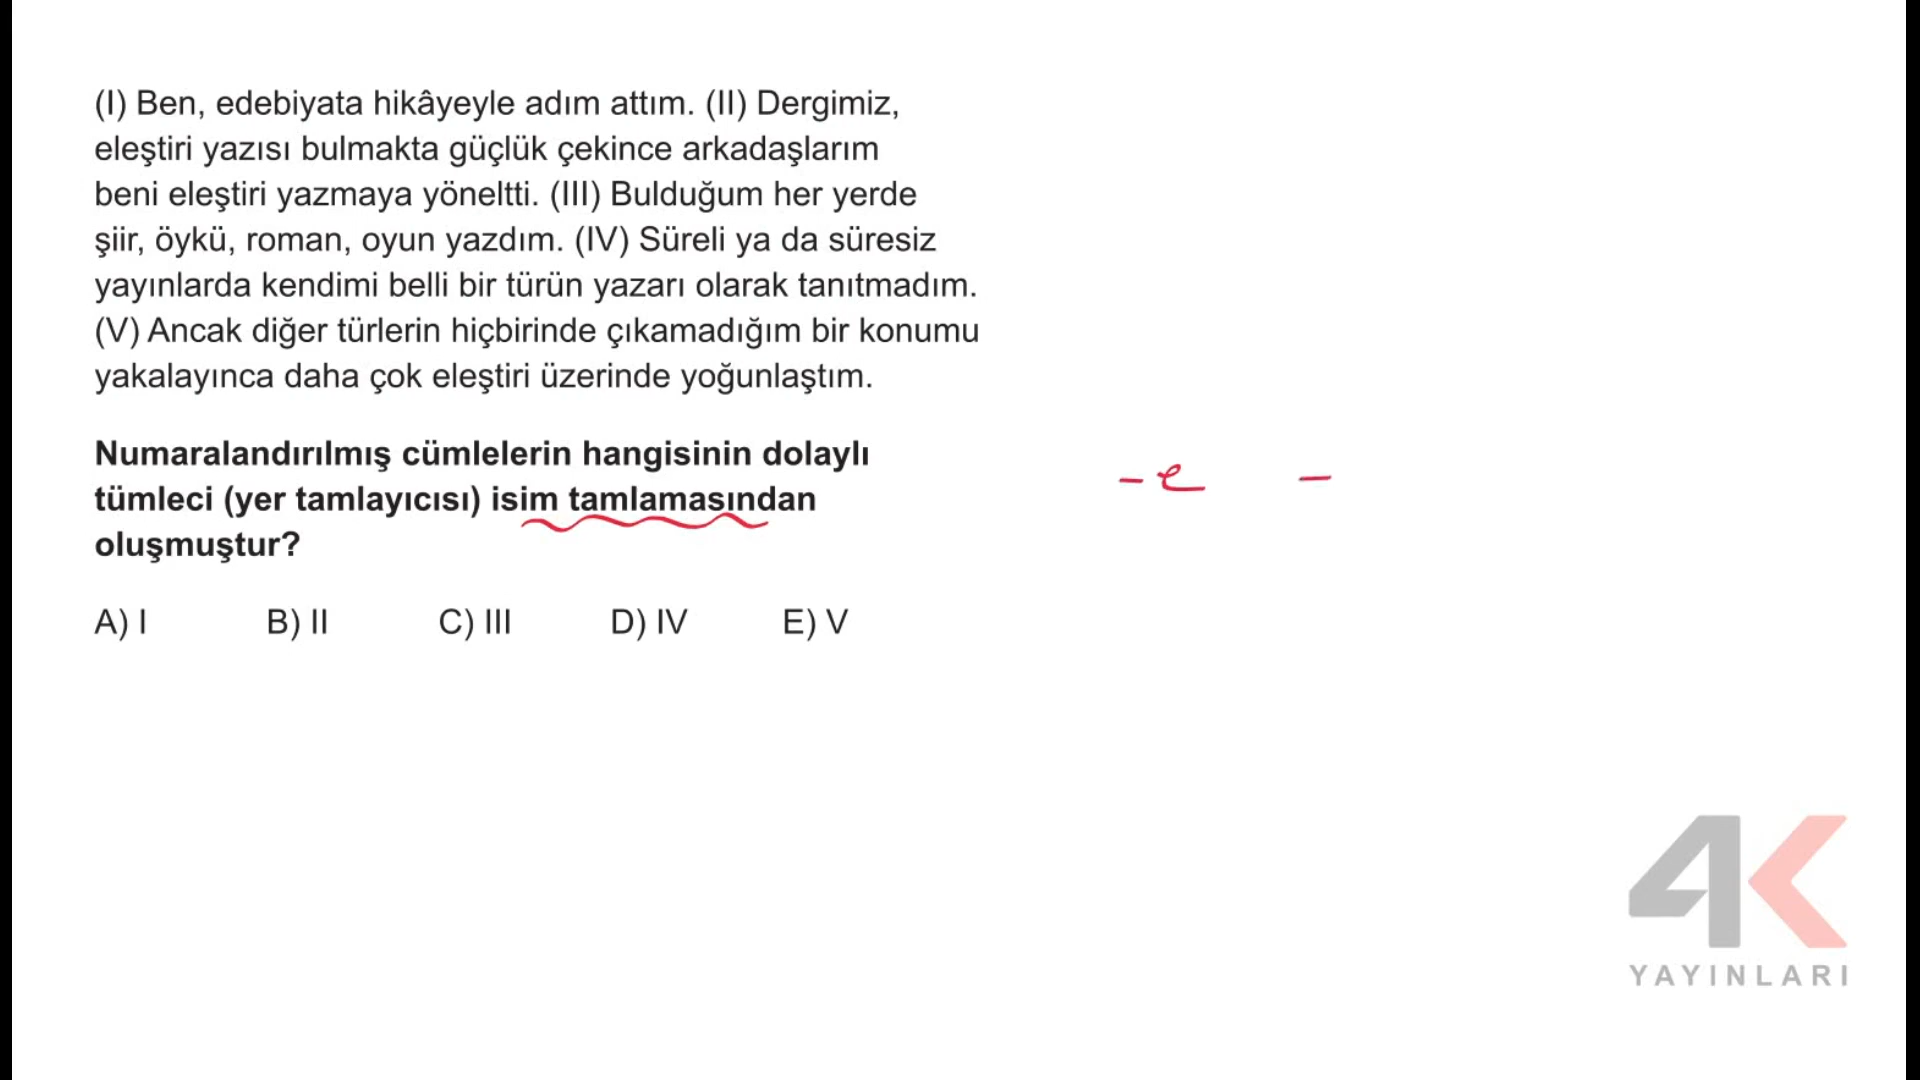 (I) Ben, edebiyata hikâyeyle adım attım. (II) Dergimiz,
eleştiri yazısı bulmakta güçlük çekince arkadaşlarım
beni eleştiri yazmaya yöneltti. (III) Bulduğum her yerde
şiir, öykü, roman, oyun yazdım. (IV) Süreli ya da süresiz
yayınlarda kendimi belli bir türün yazarı olarak tanıtmadım.
(V) Ancak diğer türlerin hiçbirinde çıkamadığım bir konumu
yakalayınca daha çok eleştiri üzerinde yoğunlaştım.
Numaralandırılmış cümlelerin hangisinin dolaylı
tümleci (yer tamlayıcısı) isim tamlamasından
oluşmuştur?
-e -
A) I B) II C) III D) IV E) V
4K
YAYINLARI